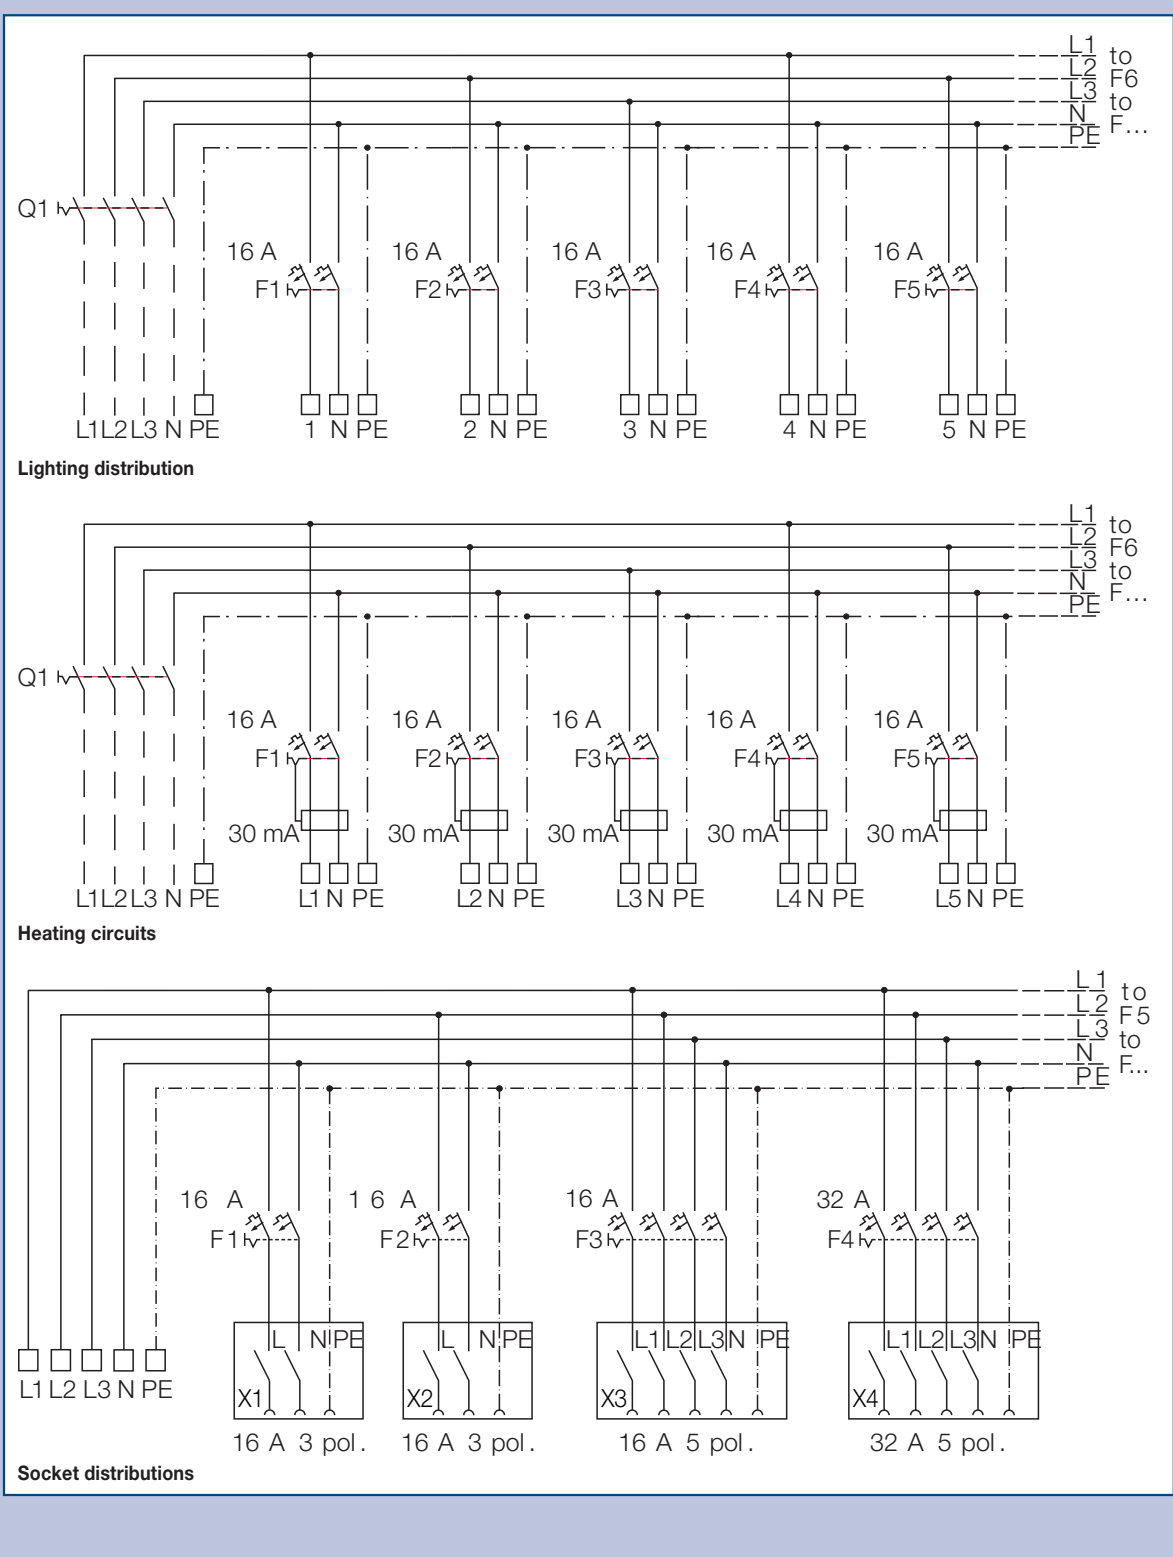 L1 to
L2 F6
L3 to
N F...
PE
Q1
16 A 16 A 16 A 16 A 16 A
F1 F2 F3 F4 F5
L1 L2 L3 N PE 1 N PE 2 N PE 3 N PE 4 N PE 5 N PE
Lighting distribution
L1 to
L2 F6
L3 to
N F...
PE
Q1
16 A 16 A 16 A 16 A 16 A
F1 F2 F3 F4 F5
30 mA 30 mA 30 mA 30 mA 30 mA
L1 L2 L3 N PE L1 N PE L2 N PE L3 N PE L4 N PE L5 N PE
Heating circuits
L1 to
L2 F5
L3 to
N F...
PE
16 A 16 A 16 A 32 A
F1 F2 F3 F4
L N PE L N PE L1 L2 L3 N PE L1 L2 L3 N PE
L1 L2 L3 N PE
X1 X2 X3 X4
16 A 3 pol. 16 A 3 pol. 16 A 5 pol. 32 A 5 pol.
Socket distributions